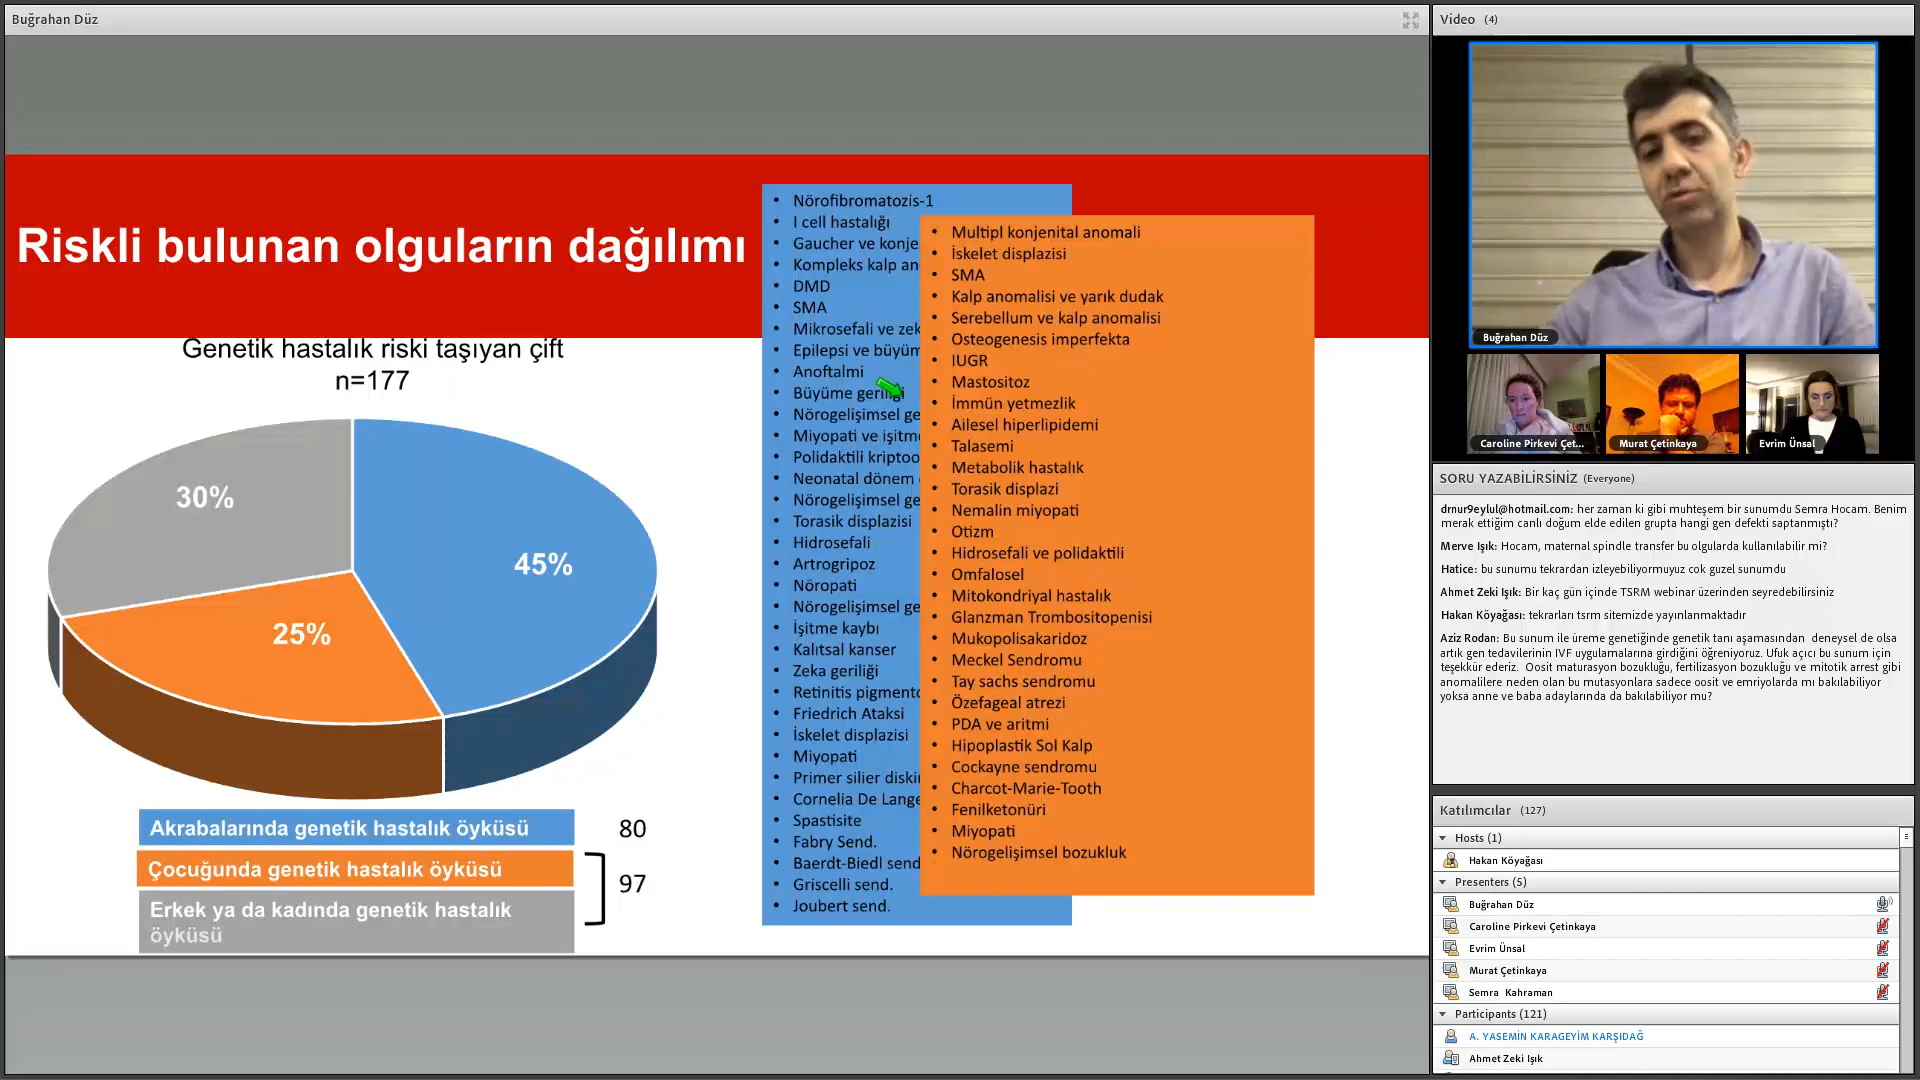 Buğrahan Düz
Riskli bulunan olguların dağılımı
Genetik hastalık riski taşıyan çift
n=177
30%
45%
25%
Akrabalarında genetik hastalık öyküsü
80
Çocuğunda genetik hastalık öyküsü
97
Erkek ya da kadında genetik hastalık
öyküsü
• Nörofibromatozis-1
• I cell hastalığı
• Gaucher ve konje
• Kompleks kalp an
• DMD
• SMA
• Mikrosefali ve zek
• Epilepsi ve büyüm
• Anoftalmi
• Büyüme geriliği
• Nörogelişimsel ge
• Miyopati ve işitm
• Polidaktili kriptoo
• Neonatal dönem
• Nörogelişimsel ge
• Torasik displazisi
• Hidrosefali
• Artrogripoz
• Nöropati
• Nörogelişimsel ge
• İşitme kaybı
• Kalıtsal kanser
• Zeka geriliği
• Retinitis pigmento
• Friedrich Ataksi
• İskelet displazisi
• Miyopati
• Primer silier diskin
• Cornelia De Lange
• Spastisite
• Fabry Send.
• Baerdt-Biedl send
• Griscelli send.
• Joubert send.
• Multipl konjenital anomali
• İskelet displazisi
• SMA
• Kalp anomalisi ve yarık dudak
• Serebellum ve kalp anomalisi
• Osteogenesis imperfekta
• IUGR
• Mastositoz
• İmmün yetmezlik
• Ailesel hiperlipidemi
• Talasemi
• Metabolik hastalık
• Torasik displazi
• Nemalin miyopati
• Otizm
• Hidrosefali ve polidaktili
• Omfalosel
• Mitokondriyal hastalık
• Glanzman Trombositopenisi
• Mukopolisakaridoz
• Meckel Sendromu
• Tay sachs sendromu
• Özefageal atrezi
• PDA ve aritmi
• Hipoplastik Sol Kalp
• Cockayne sendromu
• Charcot-Marie-Tooth
• Fenilketonüri
• Miyopati
• Nörogelişimsel bozukluk
Video (4)
Buğrahan Düz
Caroline Pirkevi Çet...
Murat Çetinkaya
Evrim Ünsal
SORU YAZABİLİRSİNİZ (Everyone)
drnur9eylul@hotmail.com: her zaman ki gibi muhteşem bir sunumdu Semra Hocam. Benim
merak ettiğim canlı doğum elde edilen grupta hangi gen defekti saptanmıştı?
Merve Işık: Hocam, maternal spindle transfer bu olgularda kullanılabilir mi?
Hatice: bu sunumu tekrardan izleyebiliyormuyuz cok guzel sunumdu
Ahmet Zeki Işık: Bir kaç gün içinde TSRM webinar üzerinden seyredebilirsiniz
Hakan Köyağası: tekrarları tsrm sitemizde yayınlanmaktadır
Aziz Rodan: Bu sunum ile üreme genetiğinde genetik tanı aşamasından deneysel de olsa
artık gen tedavilerinin IVF uygulamalarına girdiğini öğreniyoruz. Ufuk açıcı bu sunum için
teşekkür ederiz. Oosit maturasyon bozukluğu, fertilizasyon bozukluğu ve mitotik arrest gibi
anomalilere neden olan bu mutasyonlara sadece oosit ve emriyolarda mı bakılabiliyor
yoksa anne ve baba adaylarında da bakılabiliyor mu?
Katılımcılar (127)
Hosts (1)
Hakan Köyağası
Presenters (5)
Buğrahan Düz
Caroline Pirkevi Çetinkaya
Evrim Ünsal
Murat Çetinkaya
Semra Kahraman
Participants (121)
A. YASEMİN KARAGEYİM KARŞIDAĞ
Ahmet Zeki Işık